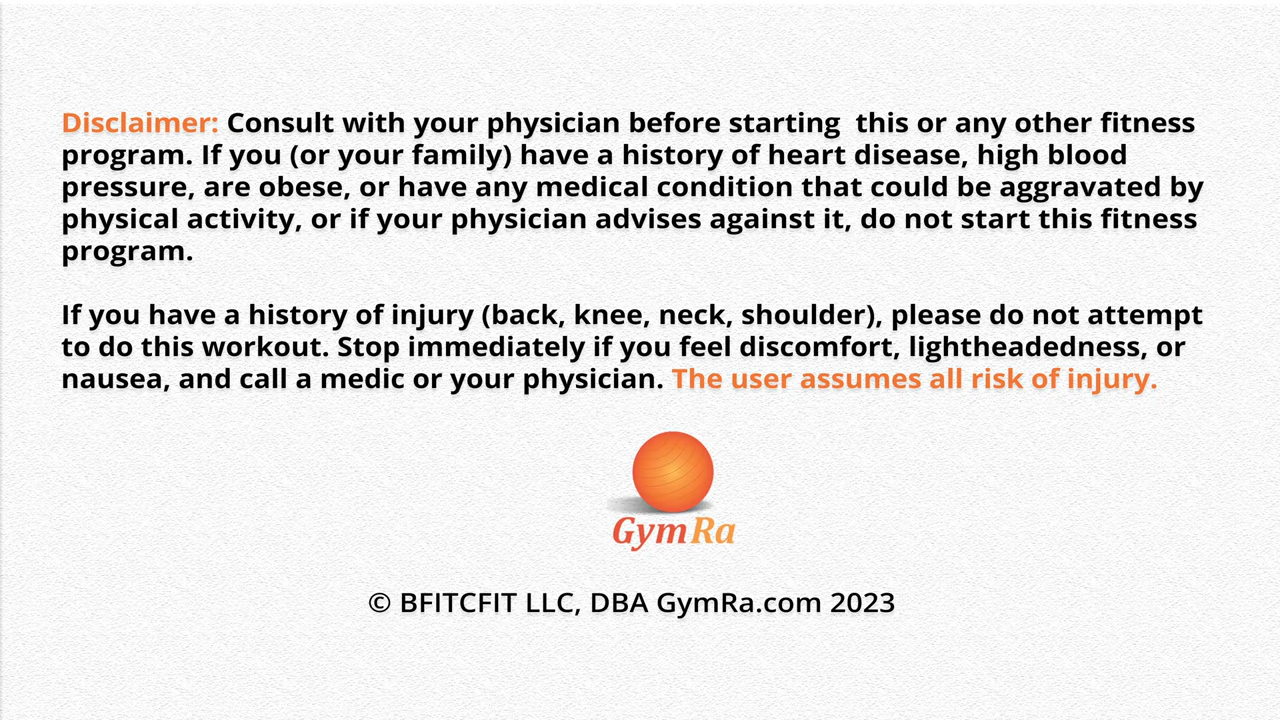 Disclaimer: Consult with your physician before starting  this or any other fitness
program. If you (or your family) have a history of heart disease, high blood
pressure, are obese, or have any medical condition that could be aggravated by
physical activity, or if your physician advises against it, do not start this fitness
program.
If you have a history of injury (back, knee, neck, shoulder), please do not attempt
to do this workout. Stop immediately if you feel discomfort, lightheadedness, or
nausea, and call a medic or your physician. The user assumes all risk of injury.
GymRa
© BFITCFIT LLC, DBA GymRa.com 2023